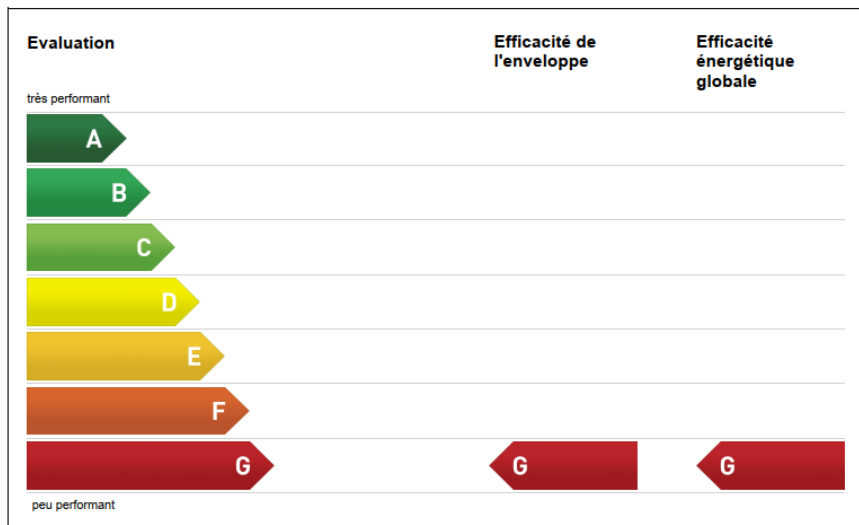 Evaluation
Efficacité de
l'enveloppe
Efficacité
énergétique
globale
très performant
A
B
C
D
E
F
G
G
G
peu performant